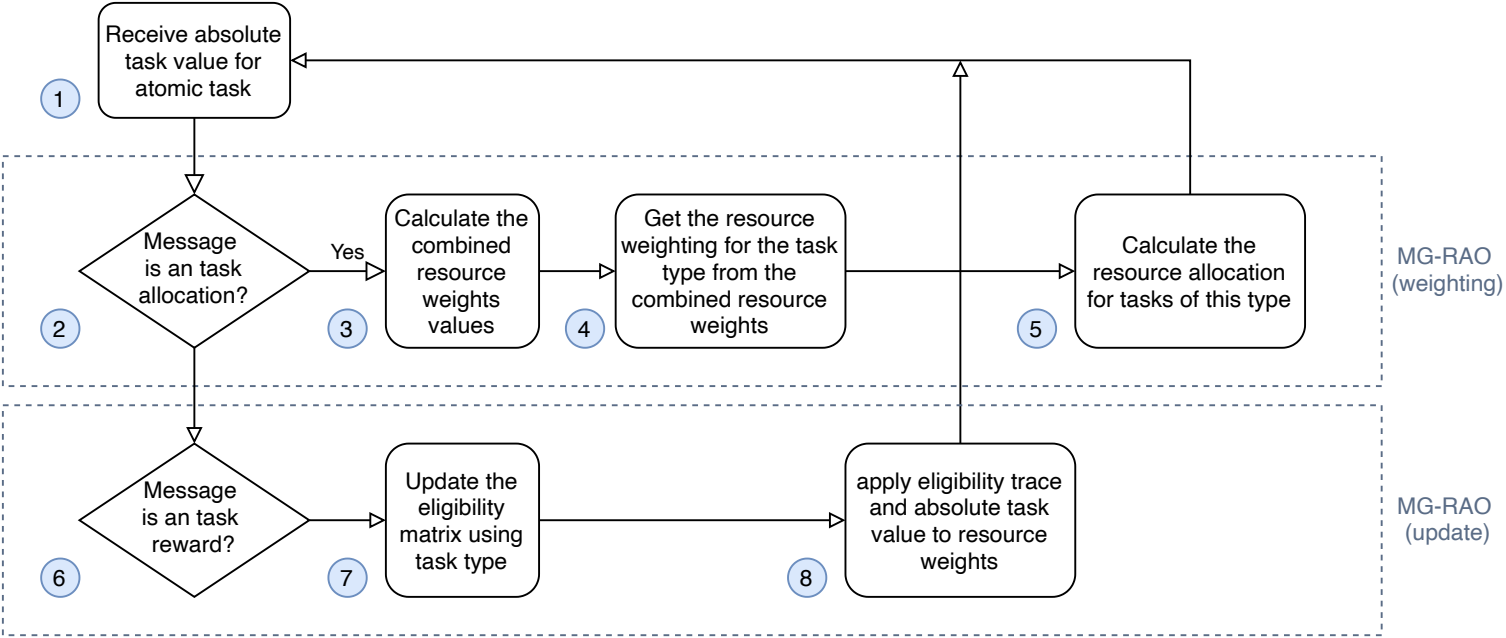 Receive absolute
task value for
atomic task
1
Message
is an task
allocation?
2
Yes
Calculate the
combined
resource
weights
values
3
Get the resource
weighting for the task
type from the
combined resource
weights
4
Calculate the
resource allocation
for tasks of this type
5
MG-RAO
(weighting)
Message
is an task
reward?
6
Update the
eligibility
matrix using
task type
7
apply eligibility trace
and absolute task
value to resource
weights
8
MG-RAO
(update)